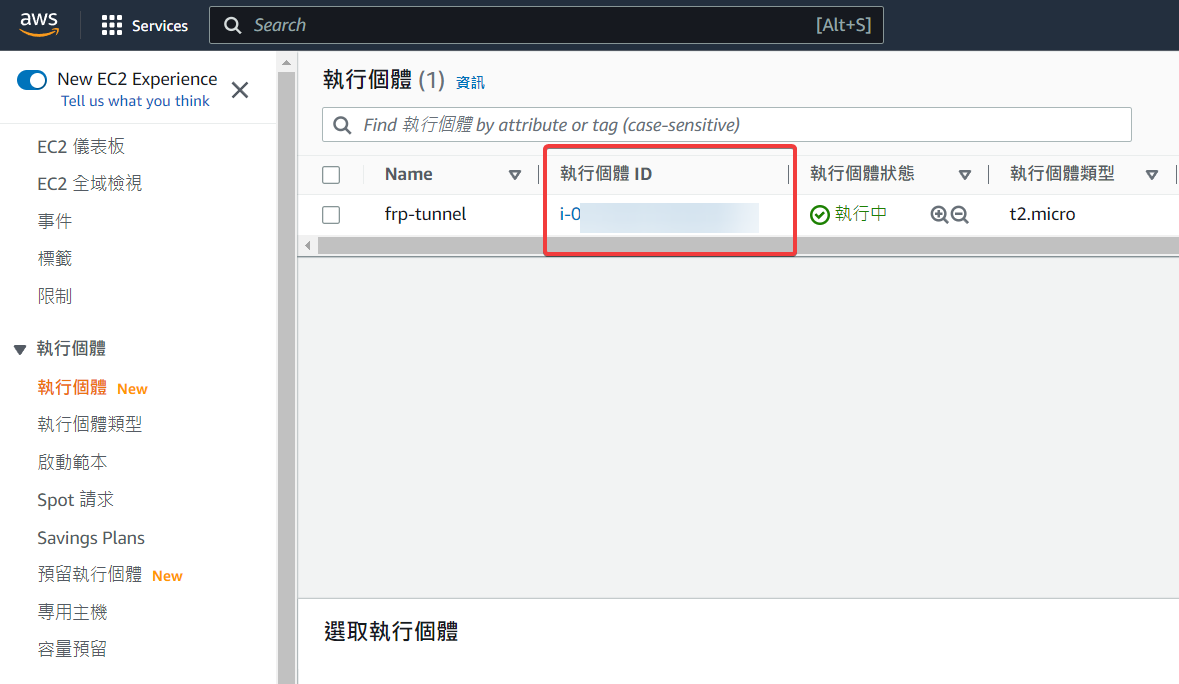 aws
Services
Search
[Alt+S]
New EC2 Experience
Tell us what you think
EC2 儀表板
EC2 全域檢視
事件
標籤
限制
執行個體
執行個體 New
執行個體類型
啟動範本
Spot 請求
Savings Plans
預留執行個體 New
專用主機
容量預留
執行個體 (1) 資訊
Find 執行個體 by attribute or tag (case-sensitive)
Name 執行個體 ID 執行個體狀態 執行個體類型
frp-tunnel i-0 執行中 t2.micro
選取執行個體